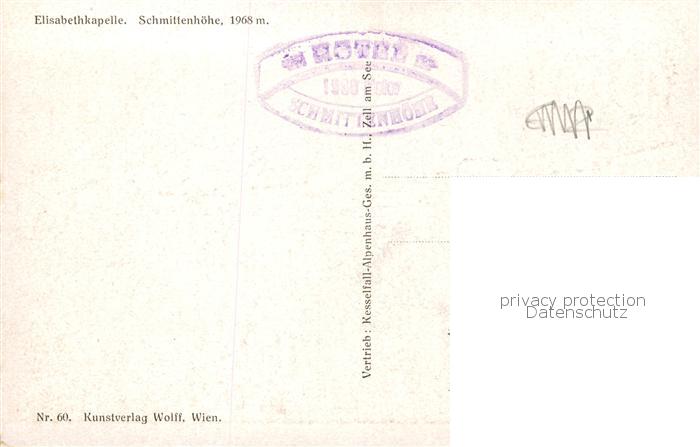 Elisabethkapelle. Schmittenhöhe, 1968 m.
HOTEL
SCHMITTENHÖHE
Vertrieb: Kesselfall-Alpenhaus-Ges. m. b. H., Zell am See
privacy protection
Datenschutz
Nr. 60. Kunstverlag Wolff, Wien.